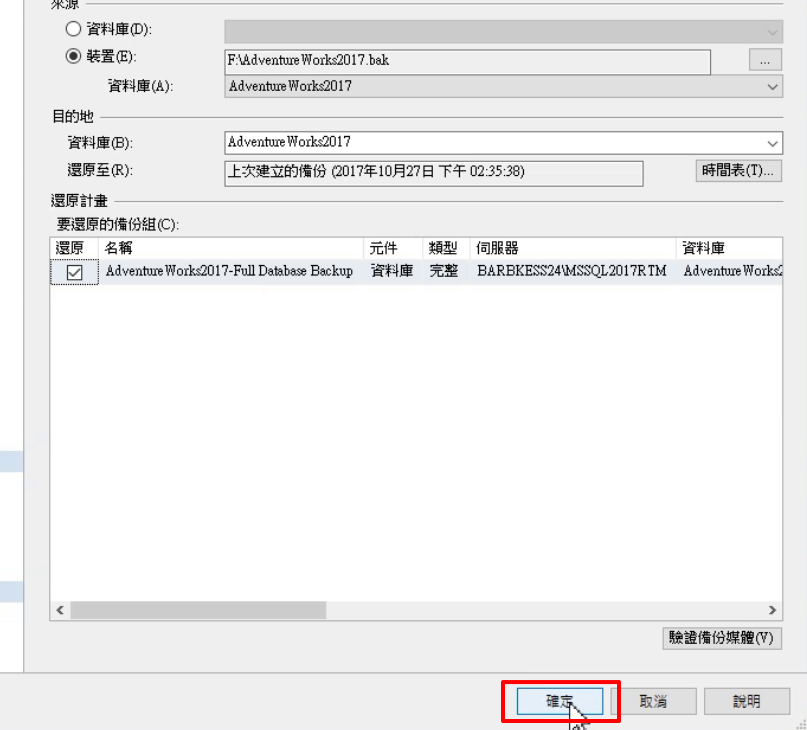 來源
資料庫(D):
裝置(E):
F:\AdventureWorks2017.bak
...
資料庫(A):
AdventureWorks2017
目的地
資料庫(B):
AdventureWorks2017
還原至(R):
上次建立的備份 (2017年10月27日 下午 02:35:38)
時間表(T)...
還原計畫
要還原的備份組(C):
還原 名稱 元件 類型 伺服器 資料庫
AdventureWorks2017-Full Database Backup 資料庫 完整 BARBKESS24\MSSQL2017RTM AdventureWorks2
驗證備份媒體(V)
確定 取消 說明